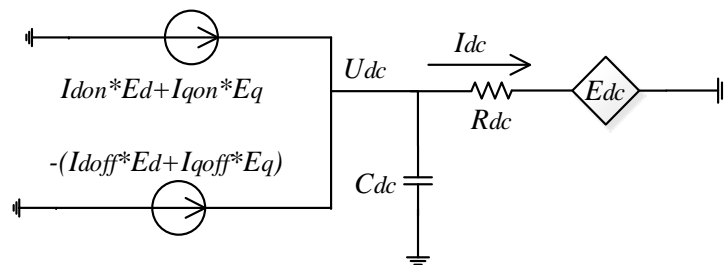 Idon*Ed+Iqon*Eq
Udc
Idc
Rdc
Edc
-(Idoff*Ed+Iqoff*Eq)
Cdc